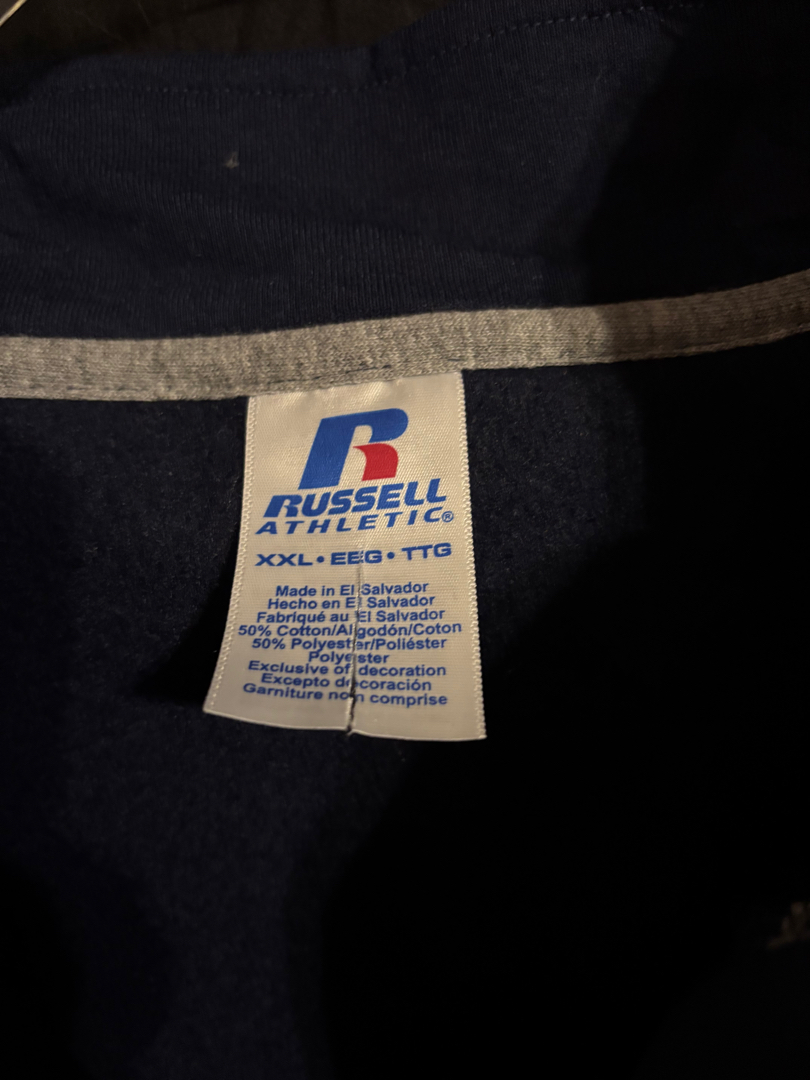 R
RUSSELL
ATHLETIC®
XXL • EEG • TTG
Made in El Salvador
Hecho en El Salvador
Fabriqué au El Salvador
50% Cotton/Algodón/Coton
50% Polyester/Poliéster
Polyester
Exclusive of decoration
Excepto decoración
Garniture non comprise